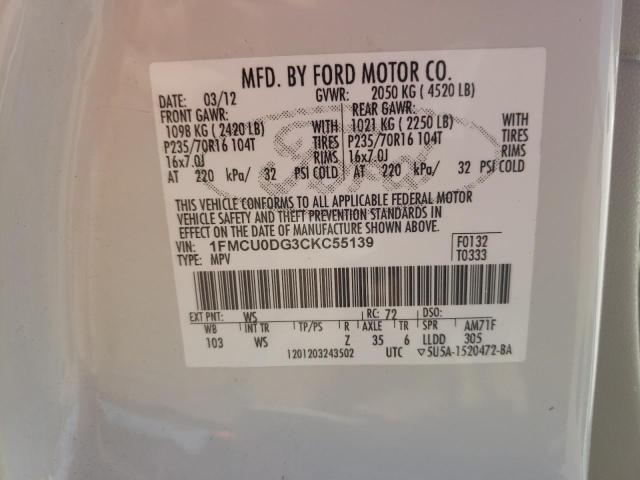 MFD. BY FORD MOTOR CO.
DATE: 03/12 GVWR: 2050 KG ( 4520 LB)
FRONT GAWR: REAR GAWR:
1098 KG ( 2420 LB) WITH 1021 KG ( 2250 LB) WITH
P235/70R16 104T TIRES P235/70R16 104T TIRES
16x7.0J RIMS 16x7.0J RIMS
AT 220 kPa/ 32 PSI COLD AT 220 kPa/ 32 PSI COLD
Ford
THIS VEHICLE CONFORMS TO ALL APPLICABLE FEDERAL MOTOR
VEHICLE SAFETY AND THEFT PREVENTION STANDARDS IN
EFFECT ON THE DATE OF MANUFACTURE SHOWN ABOVE.
VIN: 1FMCU0DG3CKC55139 F0132
TYPE: MPV T0333
EXT PNT: WS RC: 72 DSO:
WB INT TR TP/PS R AXLE TR SPR AM71F
103 WS Z 35 6 LLDD 305
1201203243502 UTC ▽5U5A-1520472-BA